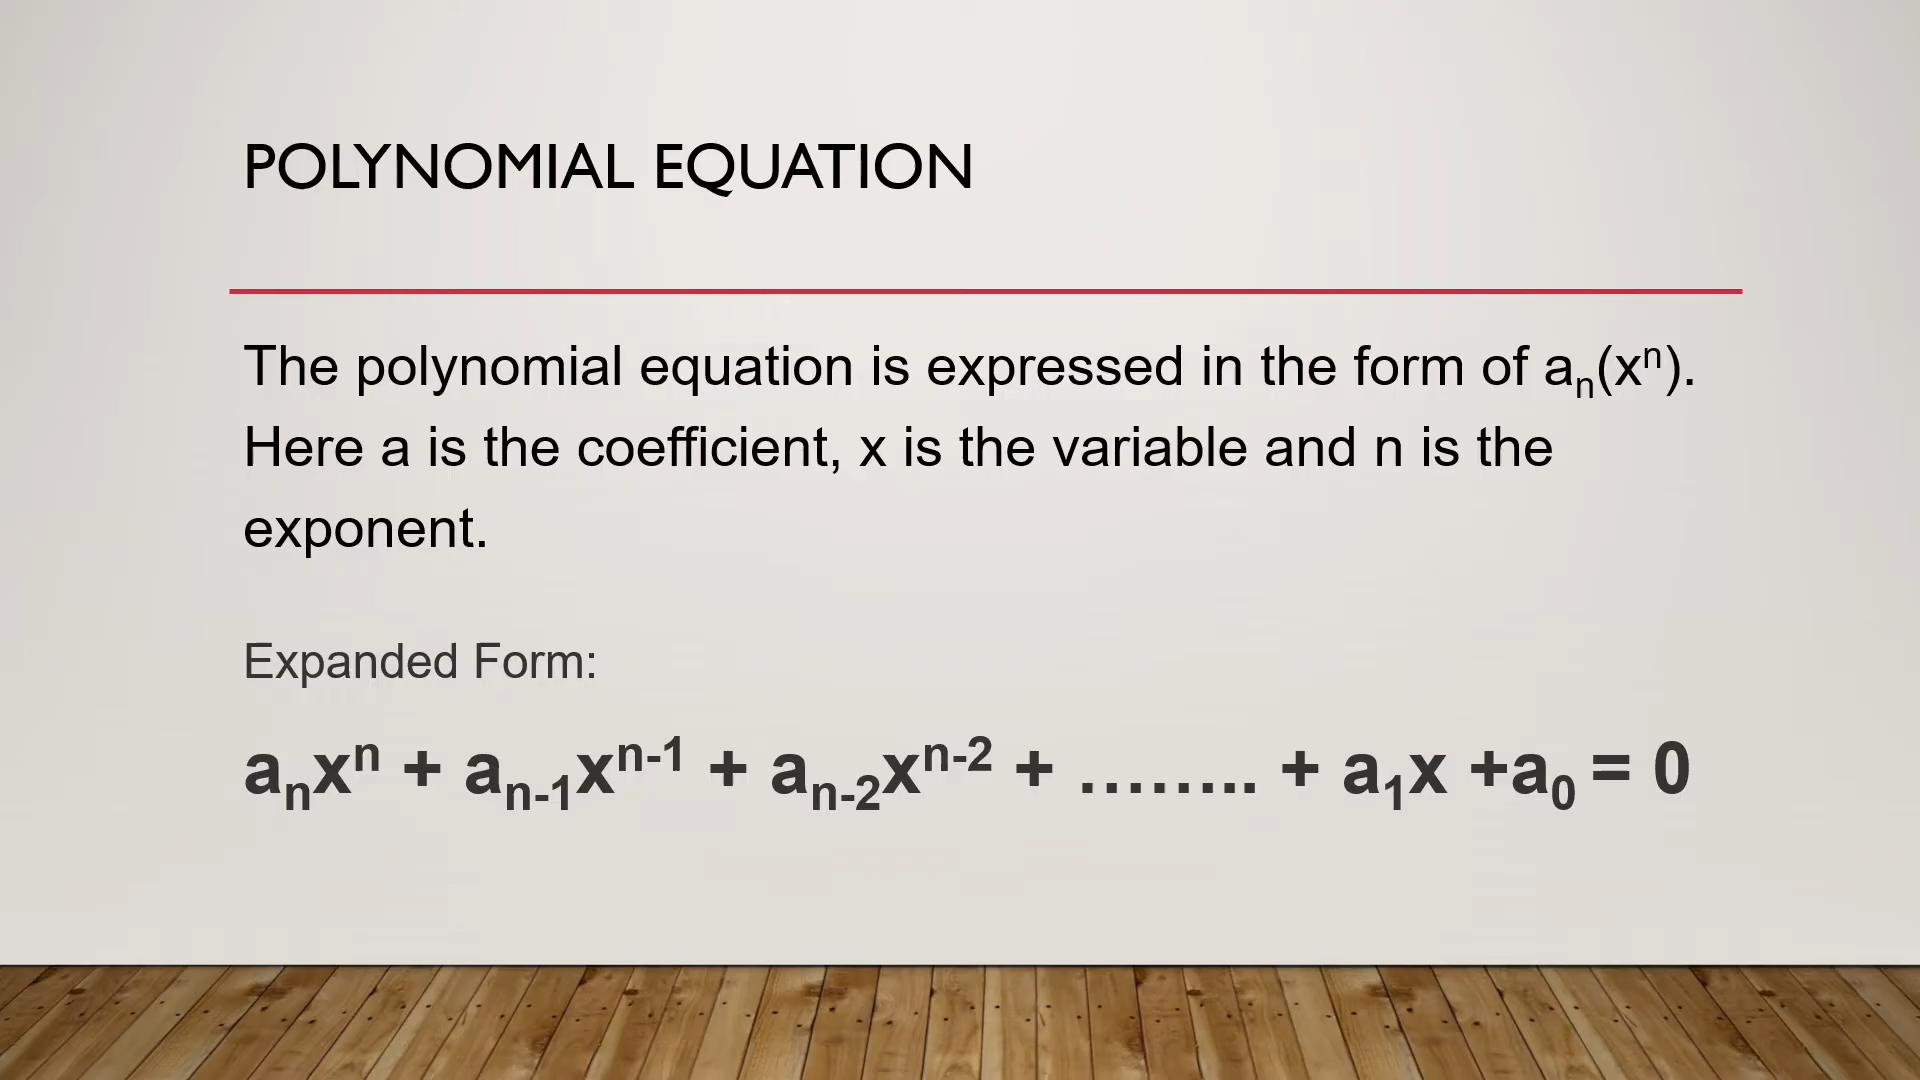 POLYNOMIAL EQUATION
The polynomial equation is expressed in the form of aₙ(xⁿ).
Here a is the coefficient, x is the variable and n is the
exponent.
Expanded Form:
aₙxⁿ + aₙ₋₁xⁿ⁻¹ + aₙ₋₂xⁿ⁻² + …….. + a₁x +a₀ = 0